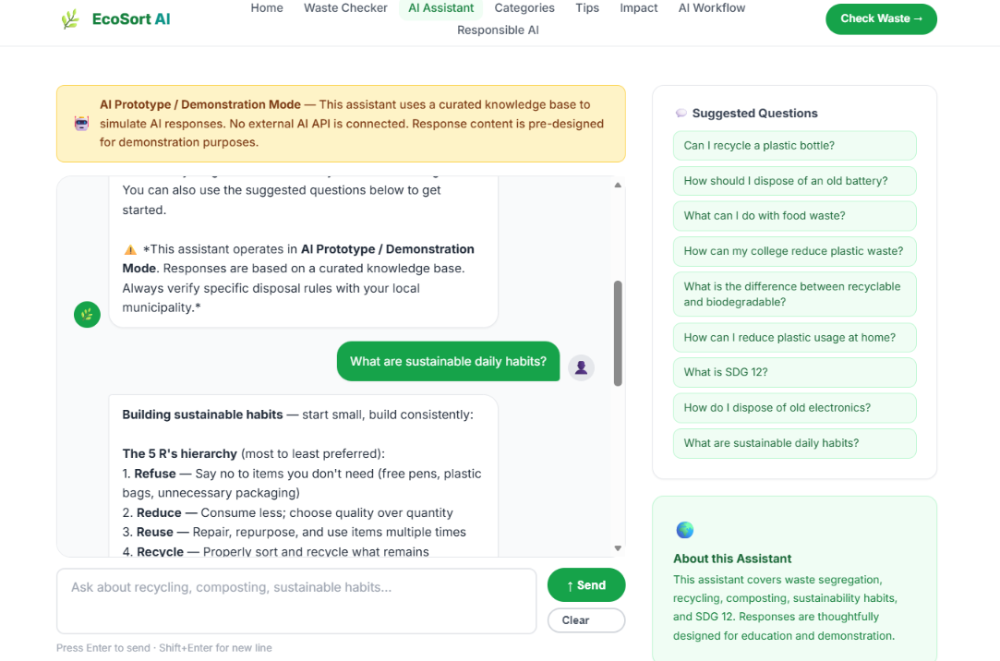 EcoSort AI
Home Waste Checker AI Assistant Categories Tips Impact AI Workflow
Responsible AI
Check Waste →
AI Prototype / Demonstration Mode — This assistant uses a curated knowledge base to
simulate AI responses. No external AI API is connected. Response content is pre-designed
for demonstration purposes.
You can also use the suggested questions below to get
started.
⚠️ *This assistant operates in AI Prototype / Demonstration
Mode. Responses are based on a curated knowledge base.
Always verify specific disposal rules with your local
municipality.*
What are sustainable daily habits?
Building sustainable habits — start small, build consistently:
The 5 R's hierarchy (most to least preferred):
1. Refuse — Say no to items you don't need (free pens, plastic
bags, unnecessary packaging)
2. Reduce — Consume less; choose quality over quantity
3. Reuse — Repair, repurpose, and use items multiple times
4. Recycle — Properly sort and recycle what remains
Ask about recycling, composting, sustainable habits...
↑ Send
Clear
Press Enter to send · Shift+Enter for new line
Suggested Questions
Can I recycle a plastic bottle?
How should I dispose of an old battery?
What can I do with food waste?
How can my college reduce plastic waste?
What is the difference between recyclable
and biodegradable?
How can I reduce plastic usage at home?
What is SDG 12?
How do I dispose of old electronics?
What are sustainable daily habits?
About this Assistant
This assistant covers waste segregation,
recycling, composting, sustainability habits,
and SDG 12. Responses are thoughtfully
designed for education and demonstration.